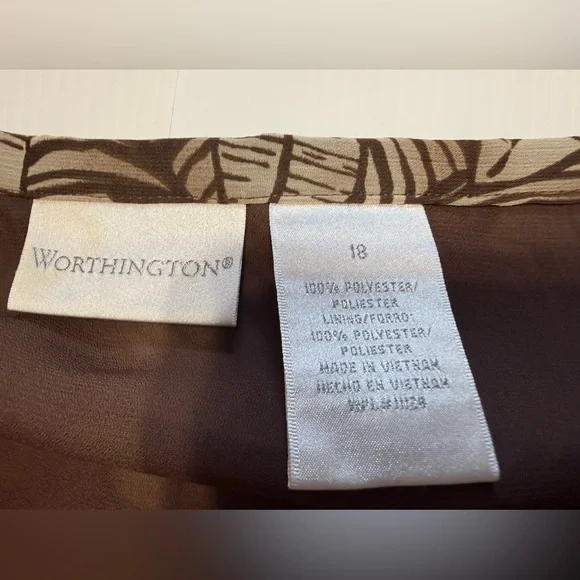 WORTHINGTON®
18
100% POLYESTER/
POLIESTER
LINING/FORRO:
100% POLYESTER/
POLIESTER
MADE IN VIETNAM
HECHO EN VIETNAM